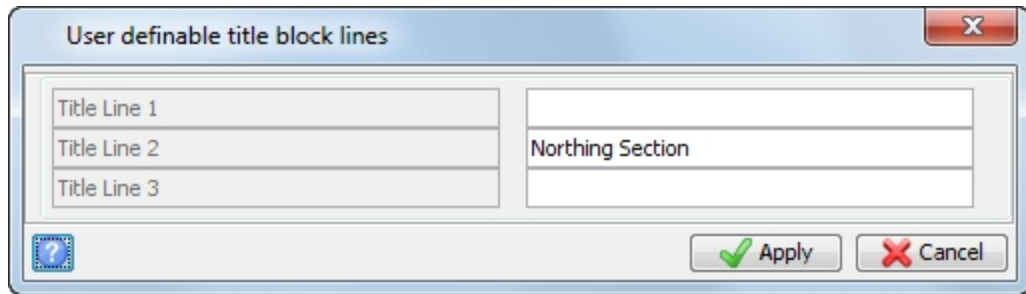 User definable title block lines
Title Line 1
Title Line 2 Northing Section
Title Line 3
? Apply Cancel